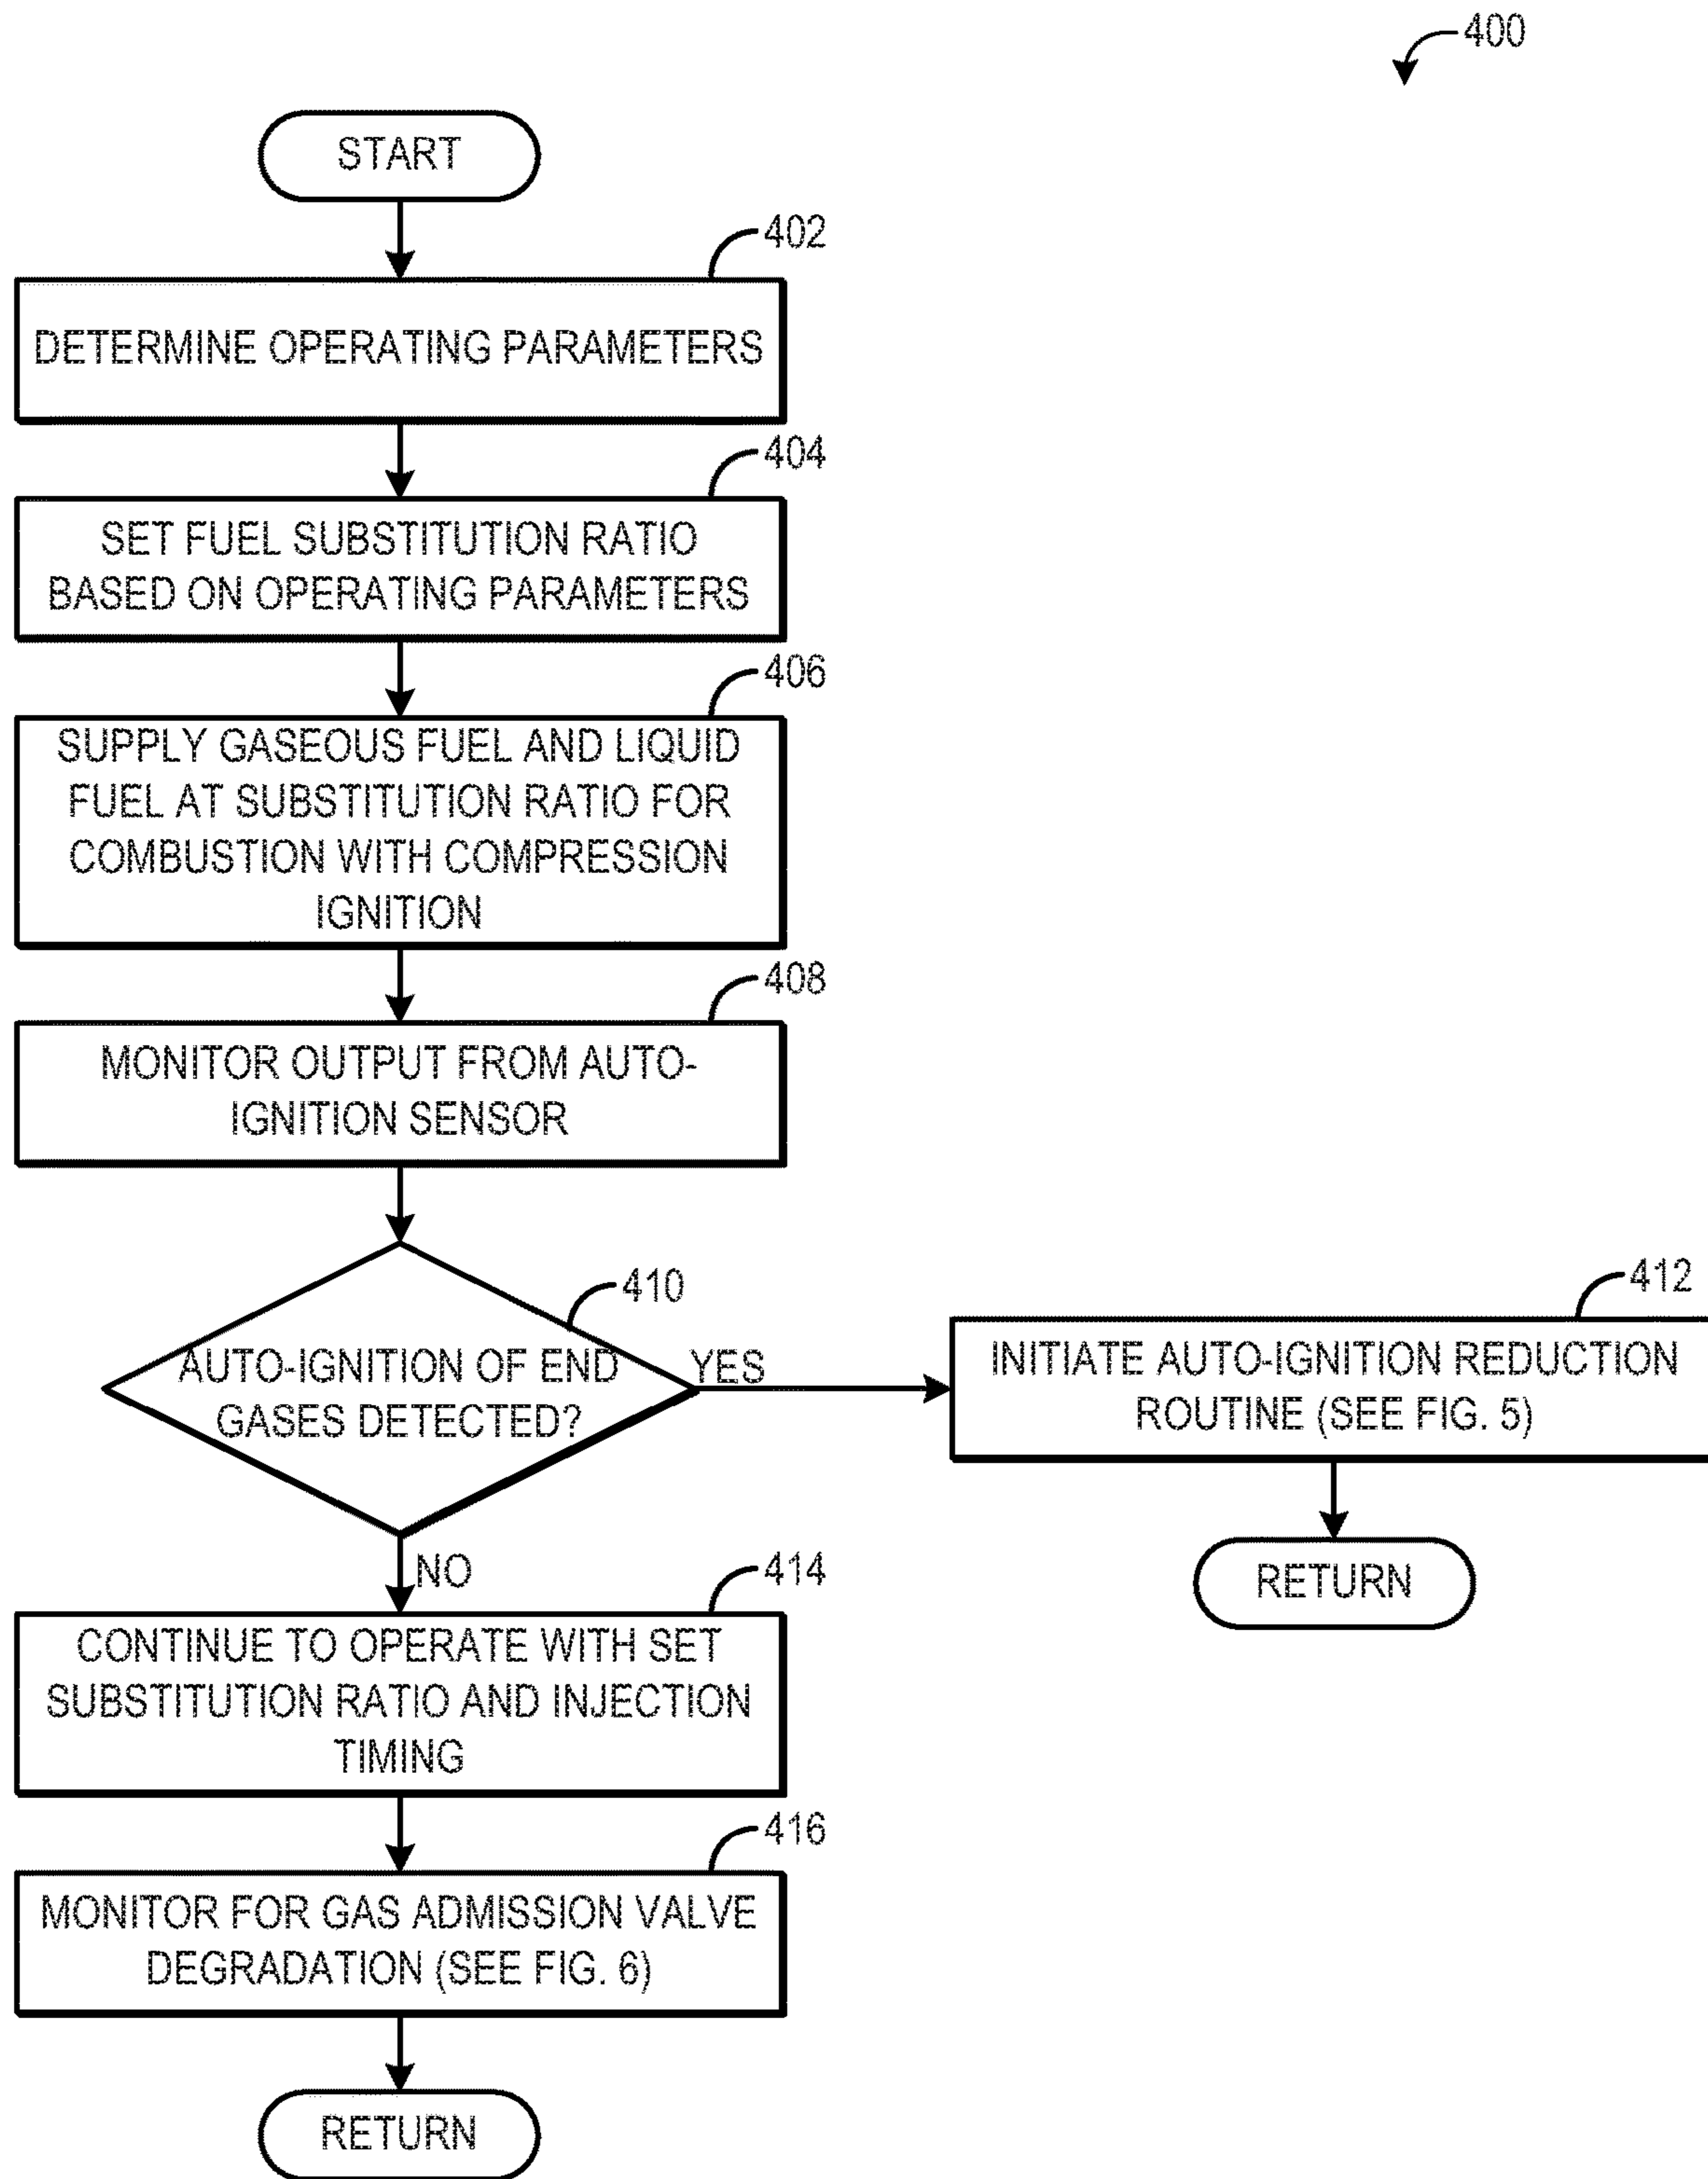 400
START
402
DETERMINE OPERATING PARAMETERS
404
SET FUEL SUBSTITUTION RATIO
BASED ON OPERATING PARAMETERS
406
SUPPLY GASEOUS FUEL AND LIQUID
FUEL AT SUBSTITUTION RATIO FOR
COMBUSTION WITH COMPRESSION
IGNITION
408
MONITOR OUTPUT FROM AUTO-
IGNITION SENSOR
410
AUTO-IGNITION OF END
GASES DETECTED?
YES
412
INITIATE AUTO-IGNITION REDUCTION
ROUTINE (SEE FIG. 5)
RETURN
NO
414
CONTINUE TO OPERATE WITH SET
SUBSTITUTION RATIO AND INJECTION
TIMING
416
MONITOR FOR GAS ADMISSION VALVE
DEGRADATION (SEE FIG. 6)
RETURN